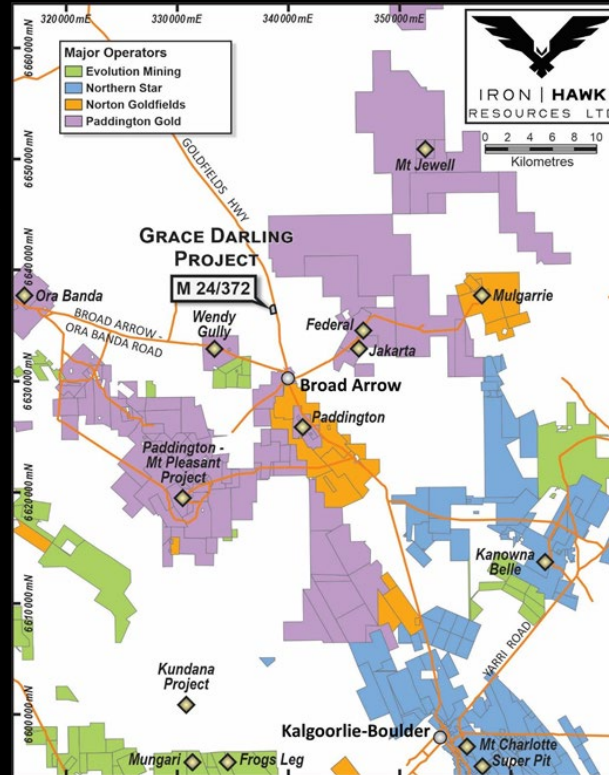 320000mE
330000mE
340000mE
350000mE
6660000mN
6650000mN
6640000mN
6630000mN
6620000mN
6610000mN
6600000mN
Major Operators
Evolution Mining
Northern Star
Norton Goldfields
Paddington Gold
IRON | HAWK
RESOURCES LTD
0 2 4 6 8 10
Kilometres
GOLDFIELDS HWY
Mt Jewell
GRACE DARLING
PROJECT
M 24/372
Ora Banda
BROAD ARROW -
ORA BANDA ROAD
Wendy
Gully
Federal
Jakarta
Mulgarrie
Broad Arrow
Paddington
Paddington -
Mt Pleasant
Project
Kanowna
Belle
YARRI ROAD
Kundana
Project
Kalgoorlie-Boulder
Mt Charlotte
Super Pit
Mungari
Frogs Leg